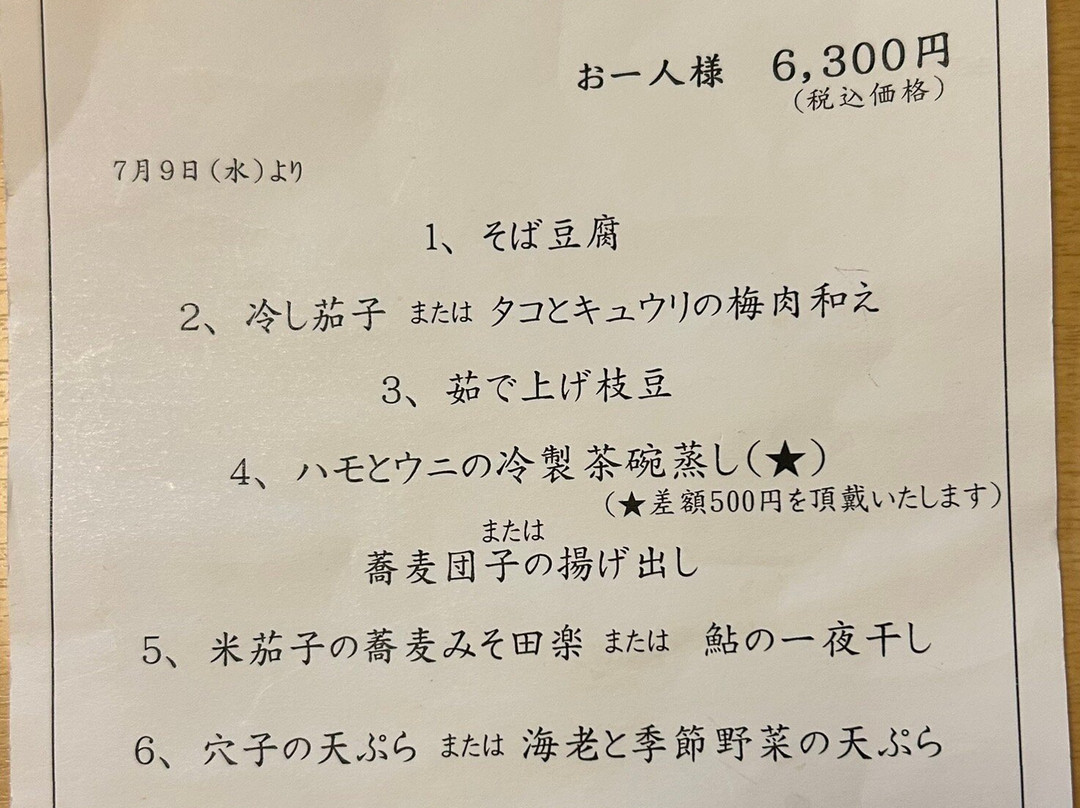 お一人様　6,300円
（税込価格）
7月9日（水）より
1、そば豆腐
2、冷し茄子 または タコとキュウリの梅肉和え
3、茹で上げ枝豆
4、ハモとウニの冷製茶碗蒸し（★）
（★差額500円を頂戴いたします）
または
蕎麦団子の揚げ出し
5、米茄子の蕎麦みそ田楽 または 鮎の一夜干し
6、穴子の天ぷら または 海老と季節野菜の天ぷら